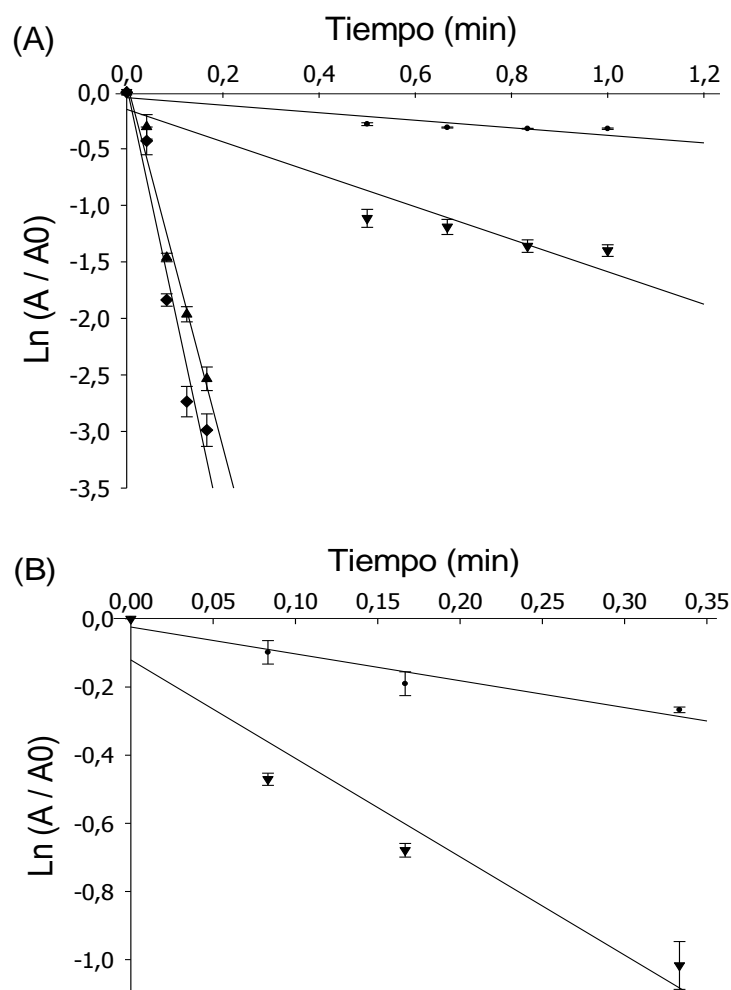 (A)
Tiempo (min)
0,0 0,2 0,4 0,6 0,8 1,0 1,2
0,0
-0,5
-1,0
-1,5
-2,0
-2,5
-3,0
-3,5
Ln (A / A0)
(B)
Tiempo (min)
0,00 0,05 0,10 0,15 0,20 0,25 0,30 0,35
0,0
-0,2
-0,4
-0,6
-0,8
-1,0
Ln (A / A0)